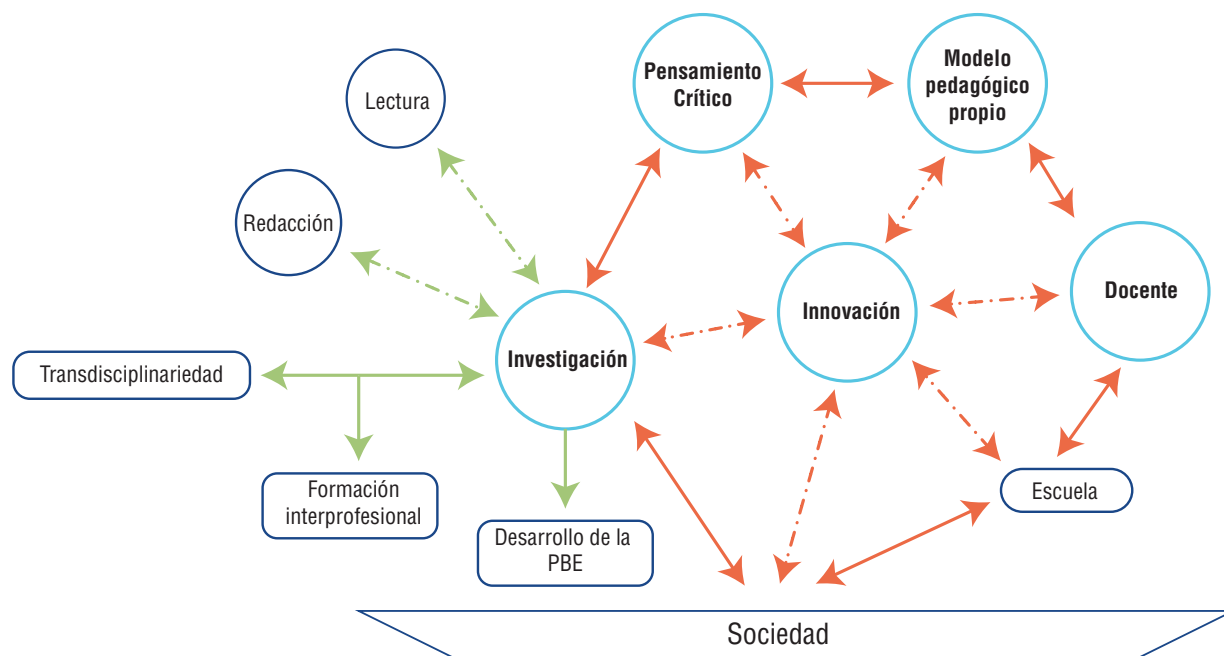 Pensamiento
Crítico
Modelo
pedagógico
propio
Lectura
Redacción
Docente
Innovación
Investigación
Transdisciplinariedad
Formación
interprofesional
Escuela
Desarrollo de la
PBE
Sociedad